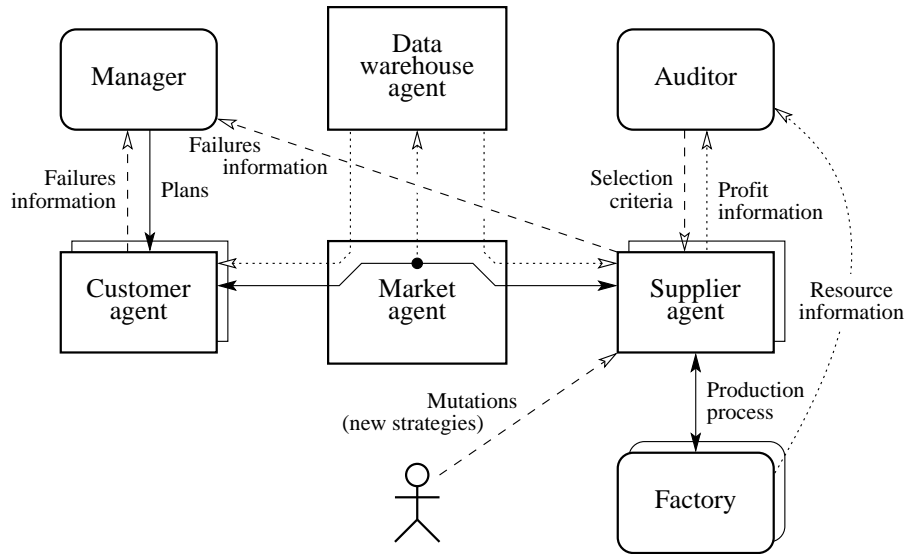 Manager
Data
warehouse
agent
Auditor
Failures
information
Plans
Failures
information
Selection
criteria
Profit
information
Customer
agent
Market
agent
Supplier
agent
Resource
information
Mutations
(new strategies)
Production
process
Factory